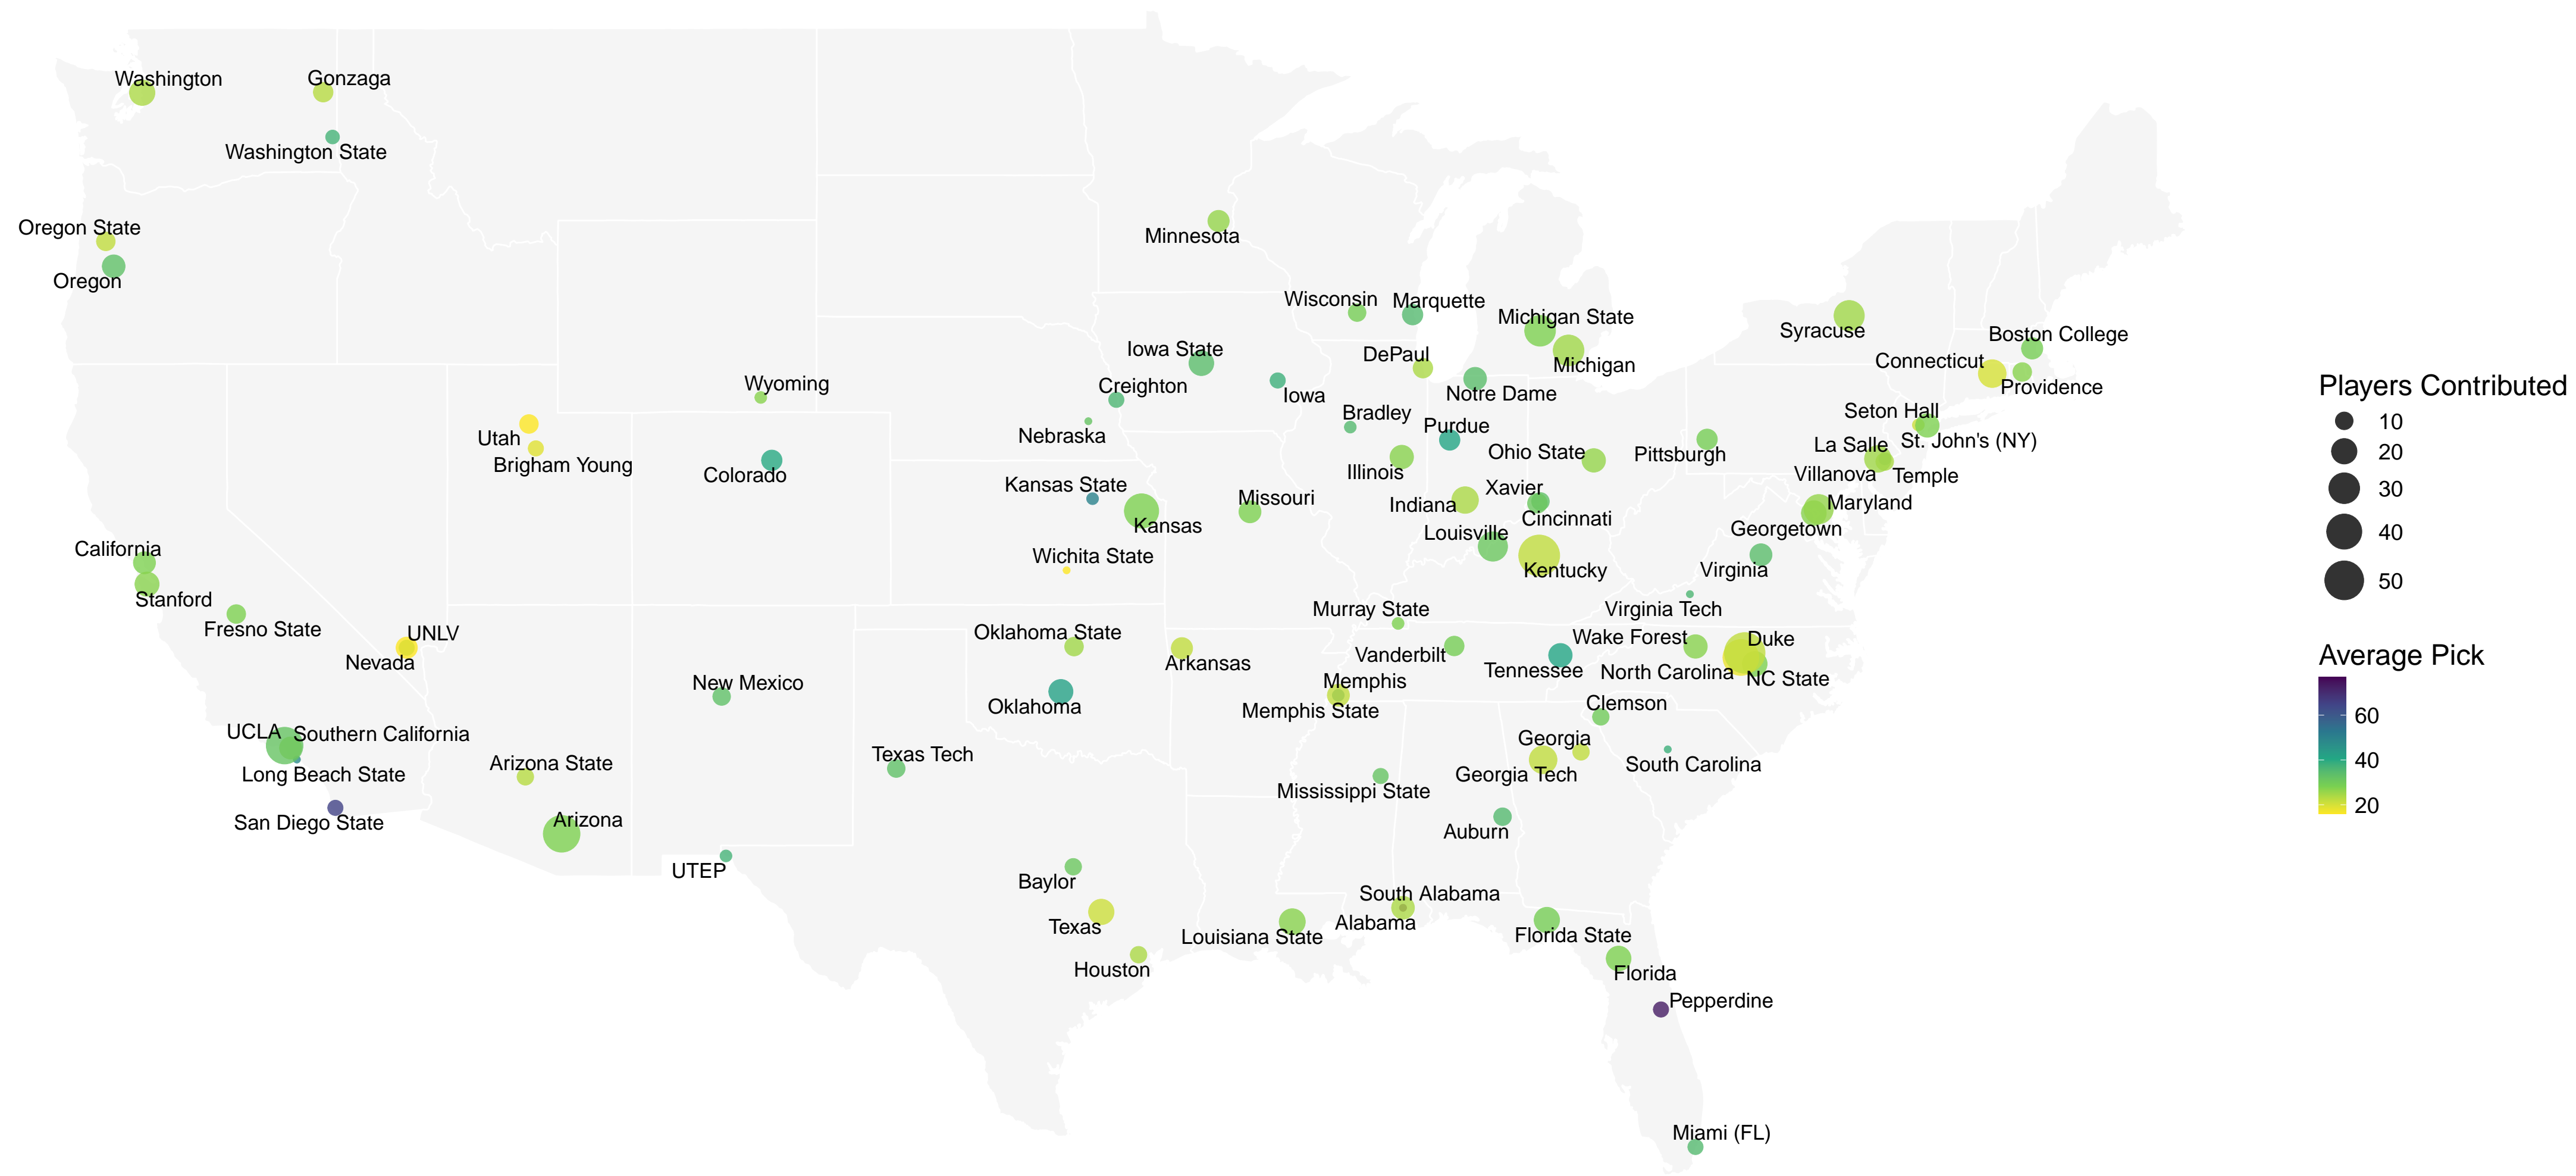 Washington
Gonzaga
Washington State
Oregon State
Oregon
Minnesota
Wisconsin
Marquette
Michigan State
Syracuse
Boston College
Iowa State
DePaul
Michigan
Connecticut
Wyoming
Creighton
Iowa
Notre Dame
Providence
Utah
Nebraska
Bradley
Purdue
Seton Hall
Brigham Young
Colorado
Ohio State
Pittsburgh
La Salle
St. John's (NY)
Kansas State
Illinois
Villanova
Temple
Kansas
Missouri
Indiana
Xavier
Cincinnati
Maryland
Georgetown
California
Wichita State
Louisville
Kentucky
Virginia
Stanford
Fresno State
Murray State
Virginia Tech
UNLV
Nevada
Oklahoma State
Arkansas
Vanderbilt
Tennessee
Wake Forest
Duke
North Carolina
NC State
New Mexico
Oklahoma
Memphis
Memphis State
Clemson
UCLA
Southern California
Long Beach State
San Diego State
Arizona State
Arizona
Texas Tech
Georgia
Georgia Tech
South Carolina
Mississippi State
Auburn
UTEP
Baylor
Texas
Houston
South Alabama
Alabama
Louisiana State
Florida State
Florida
Pepperdine
Miami (FL)
Players Contributed
10
20
30
40
50
Average Pick
60
40
20